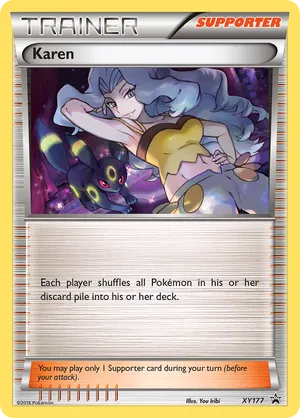 TRAINER
SUPPORTER
Karen
Each player shuffles all Pokémon in his or her
discard pile into his or her deck.
You may play only 1 Supporter card during your turn (before
your attack).
©2016 Pokémon
Illus. You Iribi
XY177